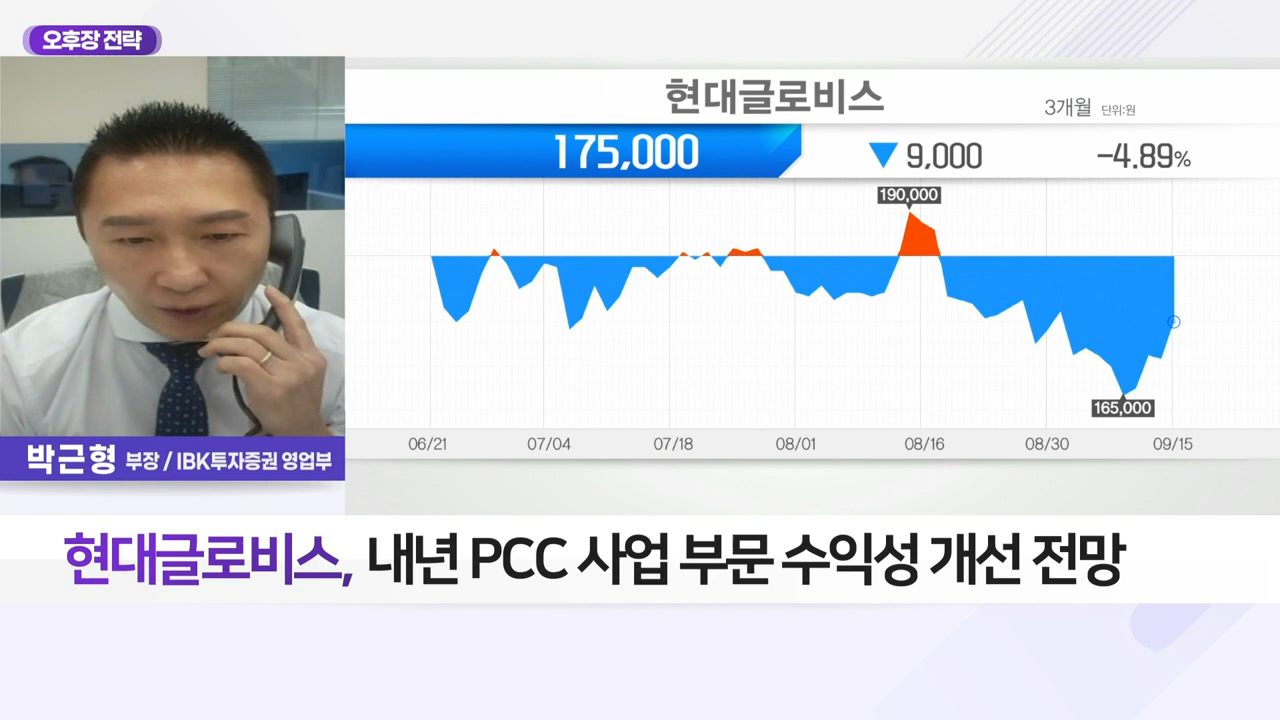 오후장 전략
현대글로비스
3개월 단위:원
175,000 ▼ 9,000 -4.89%
190,000
165,000
06/21 07/04 07/18 08/01 08/16 08/30 09/15
박근형 부장 / IBK투자증권 영업부
현대글로비스, 내년 PCC 사업 부문 수익성 개선 전망